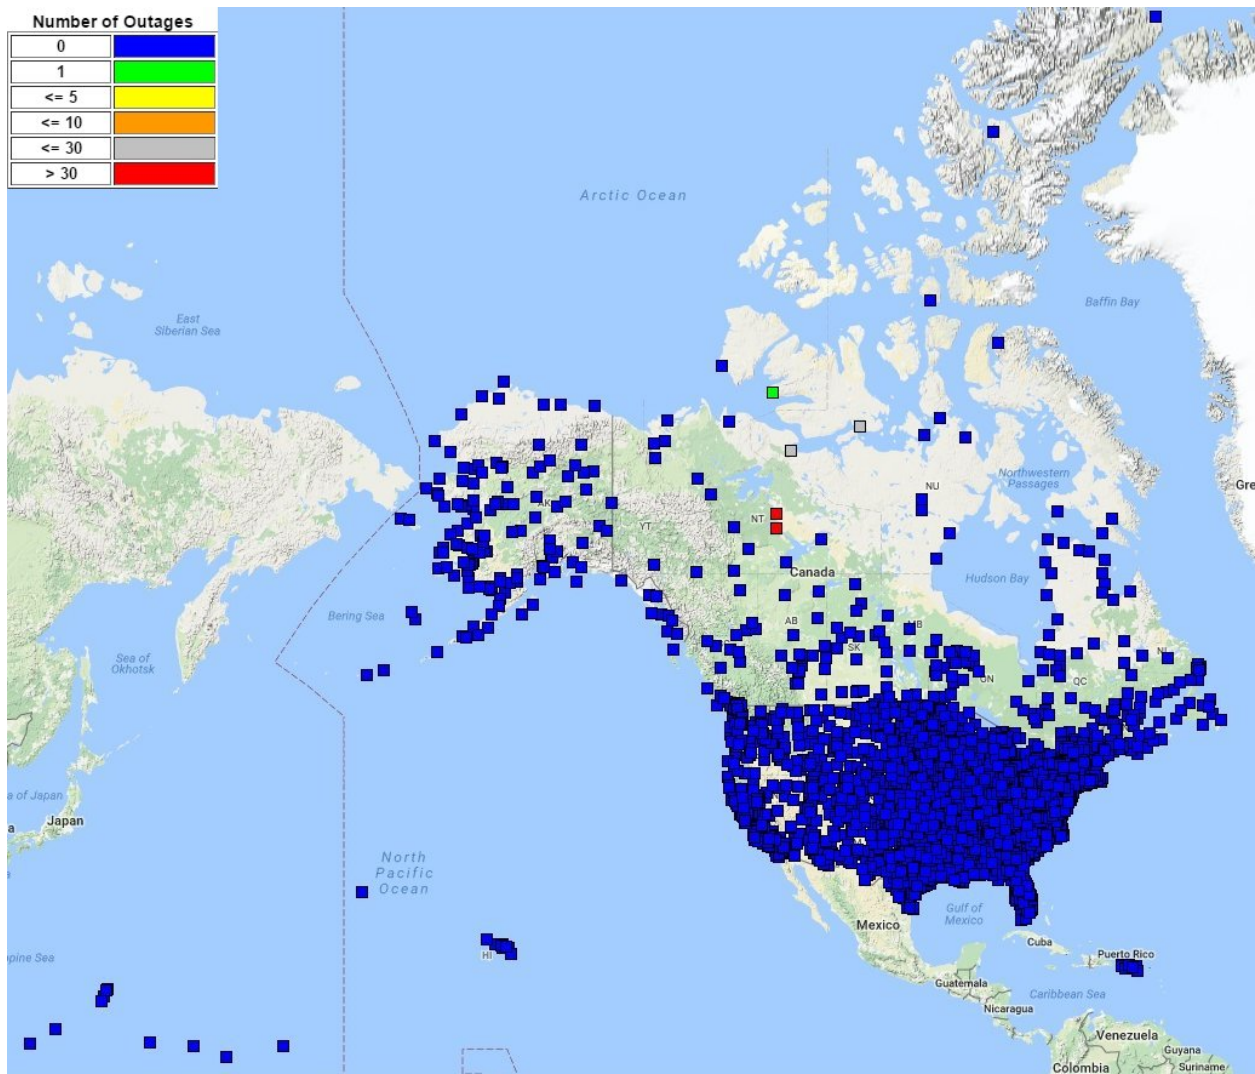 Number of Outages
0
1
<= 5
<= 10
<= 30
> 30
Arctic Ocean
East
Siberian Sea
Baffin Bay
Northwestern
Passages
Gre
NU
AK
YT
NT
Canada
Hudson Bay
Bering Sea
Sea of
Okhotsk
AB
SK
MB
ON
QC
NL
a of Japan
Japan
a
North
Pacific
Ocean
Gulf of
Mexico
Mexico
Cuba
Puerto Rico
HI
pine Sea
Guatemala
Caribbean Sea
Nicaragua
Venezuela
Guyana
Suriname
Colombia